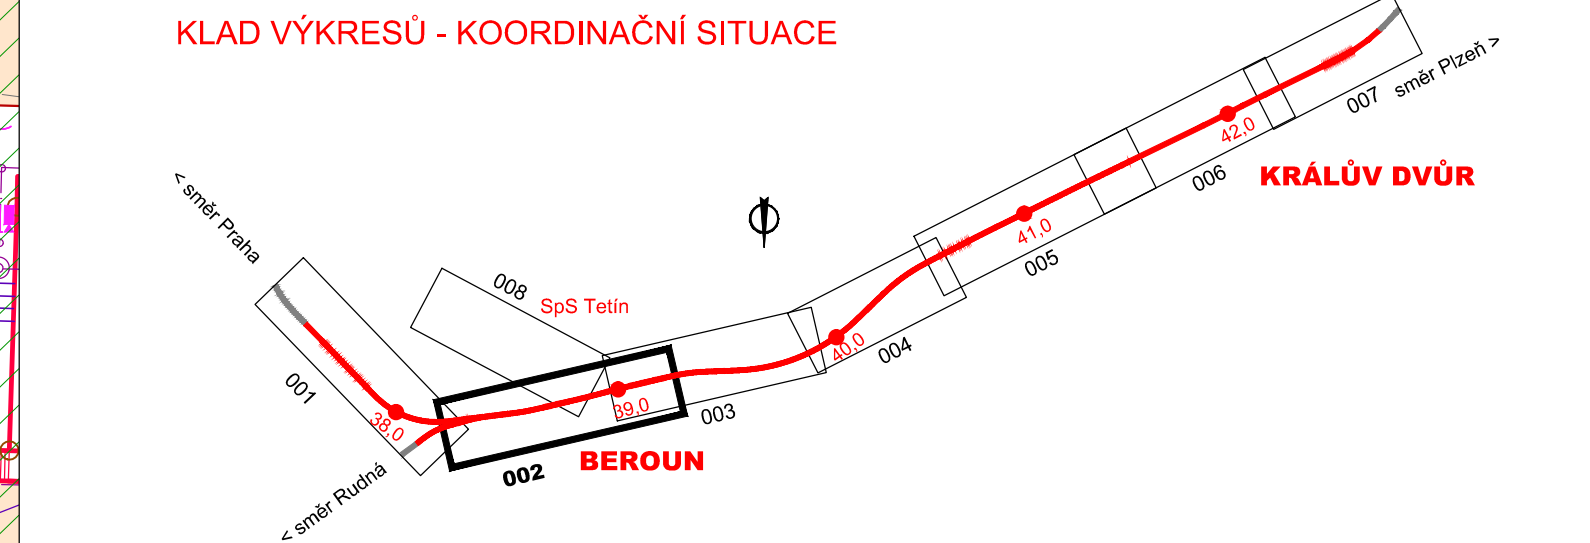 KLAD VÝKRESŮ - KOORDINAČNÍ SITUACE
směr Plzeň >
007
42,0
006
KRÁLŮV DVŮR
41,0
005
< směr Praha
008
SpS Tetín
40,0
004
001
38,0
39,0
003
002
BEROUN
< směr Rudná